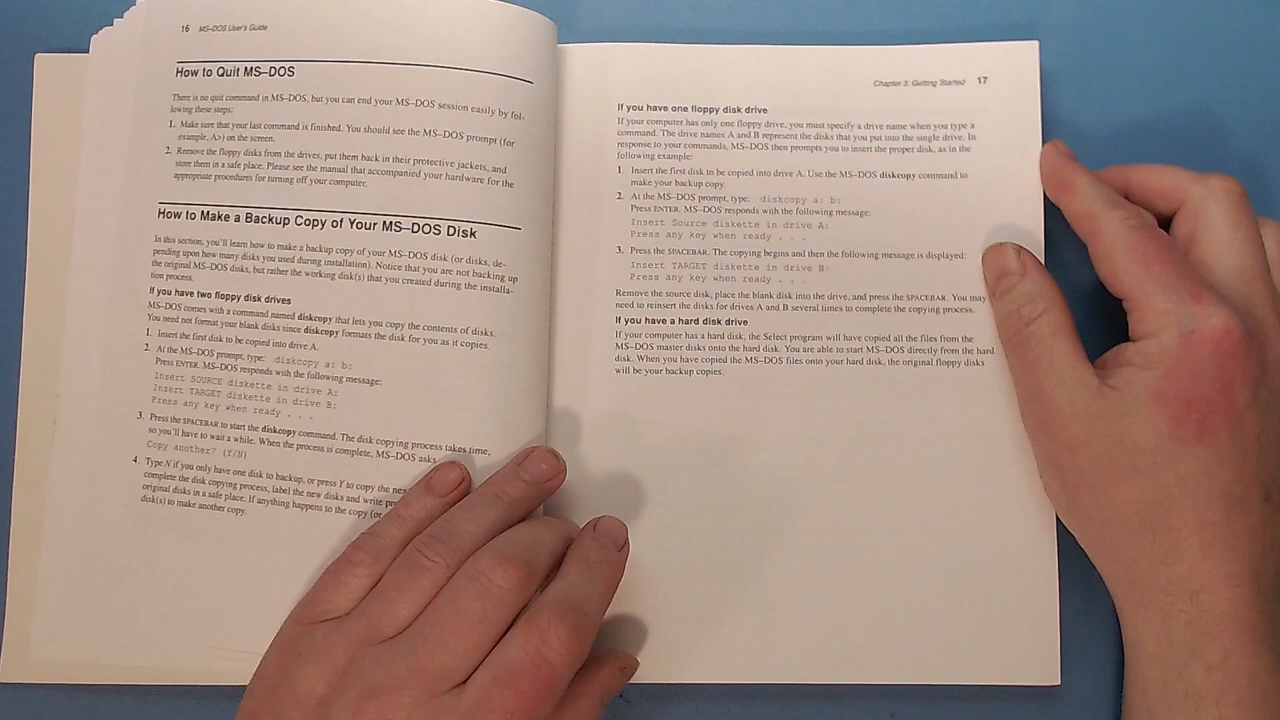 16 MS-DOS User's Guide
How to Quit MS-DOS
There is no quit command in MS-DOS, but you can end your MS-DOS session easily by fol-
lowing these steps:
1. Make sure that your last command is finished. You should see the MS-DOS prompt (for
example, A>) on the screen.
2. Remove the floppy disks from the drives, put them back in their protective jackets, and
store them in a safe place. Please see the manual that accompanied your hardware for the
appropriate procedures for turning off your computer.
How to Make a Backup Copy of Your MS-DOS Disk
In this section, you'll learn how to make a backup copy of your MS-DOS disk (or disks, de-
pending upon how many disks you used during installation). Notice that you are not backing up
the original MS-DOS disks, but rather the working disk(s) that you created during the installa-
tion process.
If you have two floppy disk drives
MS-DOS comes with a command named diskcopy that lets you copy the contents of disks.
You need not format your blank disks since diskcopy formats the disk for you as it copies.
1. Insert the first disk to be copied into drive A.
2. At the MS-DOS prompt, type: diskcopy a: b:
Press ENTER. MS-DOS responds with the following message:
Insert SOURCE diskette in drive A:
Insert TARGET diskette in drive B:
Press any key when ready . . .
3. Press the SPACEBAR to start the diskcopy command. The disk copying process takes time,
so you'll have to wait a while. When the process is complete, MS-DOS asks
Copy another? (Y/N)
4. Type N if you only have one disk to backup, or press Y to copy the
complete the disk copying process, label the new disks and write
original disks in a safe place. If anything happens to the copy (or
disk(s) to make another copy.
Chapter 3: Getting Started 17
If you have one floppy disk drive
If your computer has only one floppy drive, you must specify a drive name when you type a
command. The drive names A and B represent the disks that you put into the single drive. In
response to your commands, MS-DOS then prompts you to insert the proper disk, as in the
following example:
1. Insert the first disk to be copied into drive A. Use the MS-DOS diskcopy command to
make your backup copy.
2. At the MS-DOS prompt, type: diskcopy a: b:
Press ENTER. MS-DOS responds with the following message:
Insert Source diskette in drive A:
Press any key when ready . . .
3. Press the SPACEBAR. The copying begins and then the following message is displayed:
Insert TARGET diskette in drive B:
Press any key when ready . . .
Remove the source disk, place the blank disk into the drive, and press the SPACEBAR. You may
need to reinsert the disks for drives A and B several times to complete the copying process.
If you have a hard disk drive
If your computer has a hard disk, the Select program will have copied all the files from the
MS-DOS master disks onto the hard disk. You are able to start MS-DOS directly from the hard
disk. When you have copied the MS-DOS files onto your hard disk, the original floppy disks
will be your backup copies.